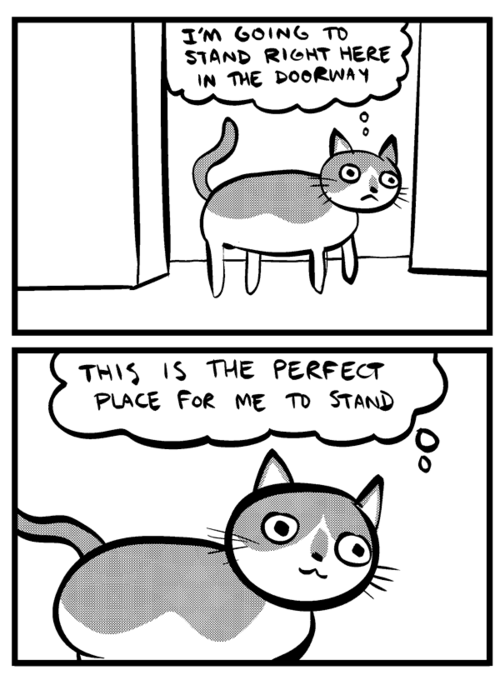 I'M GOING TO
STAND RIGHT HERE
IN THE DOORWAY
THIS IS THE PERFECT
PLACE FOR ME TO STAND